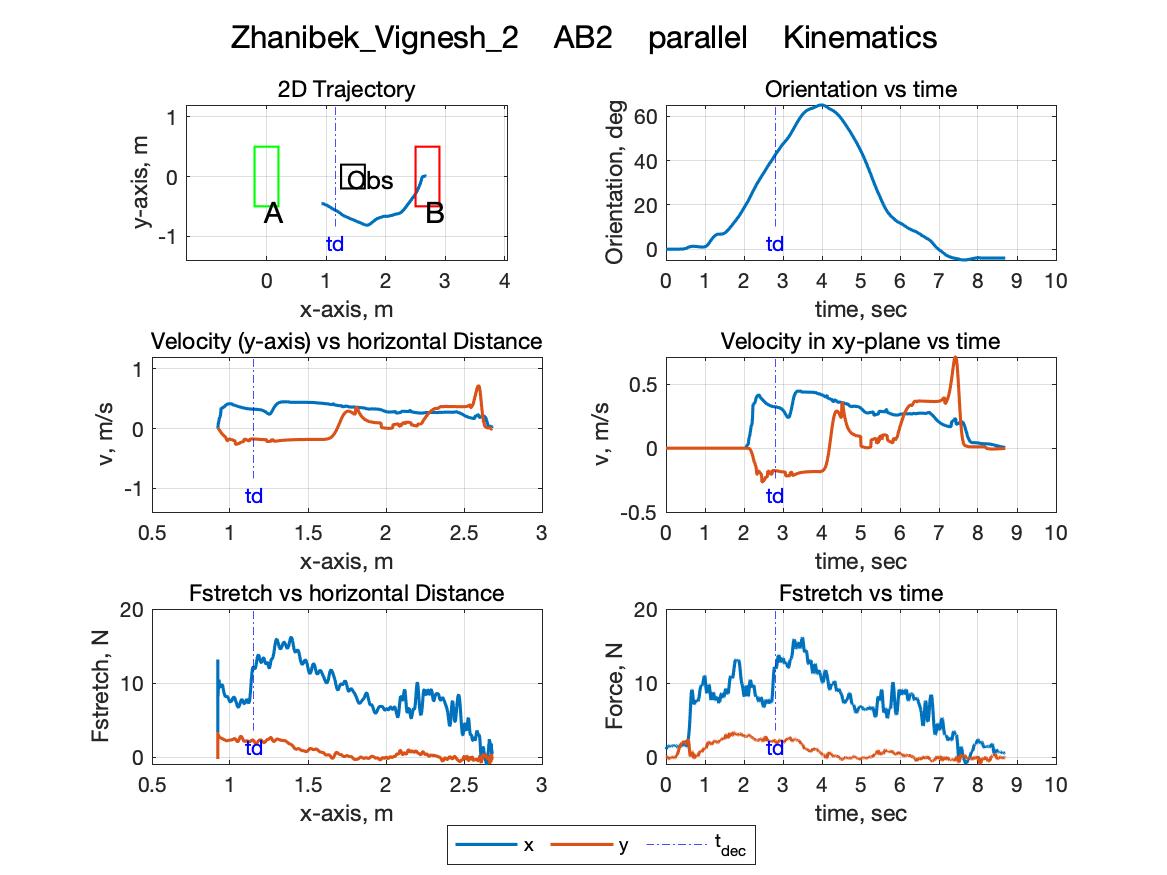 Zhanibek_Vignesh_2 AB2 parallel Kinematics
2D Trajectory
y-axis, m
1
0
-1
A
Obs
B
td
0 1 2 3 4
x-axis, m
Orientation vs time
Orientation, deg
60
40
20
0
td
0 1 2 3 4 5 6 7 8 9 10
time, sec
Velocity (y-axis) vs horizontal Distance
v, m/s
1
0
-1
td
0.5 1 1.5 2 2.5 3
x-axis, m
Velocity in xy-plane vs time
v, m/s
0.5
0
-0.5
td
0 1 2 3 4 5 6 7 8 9 10
time, sec
Fstretch vs horizontal Distance
Fstretch, N
20
10
0
td
0.5 1 1.5 2 2.5 3
x-axis, m
Fstretch vs time
Force, N
20
10
0
td
0 1 2 3 4 5 6 7 8 9 10
time, sec
x y t_dec